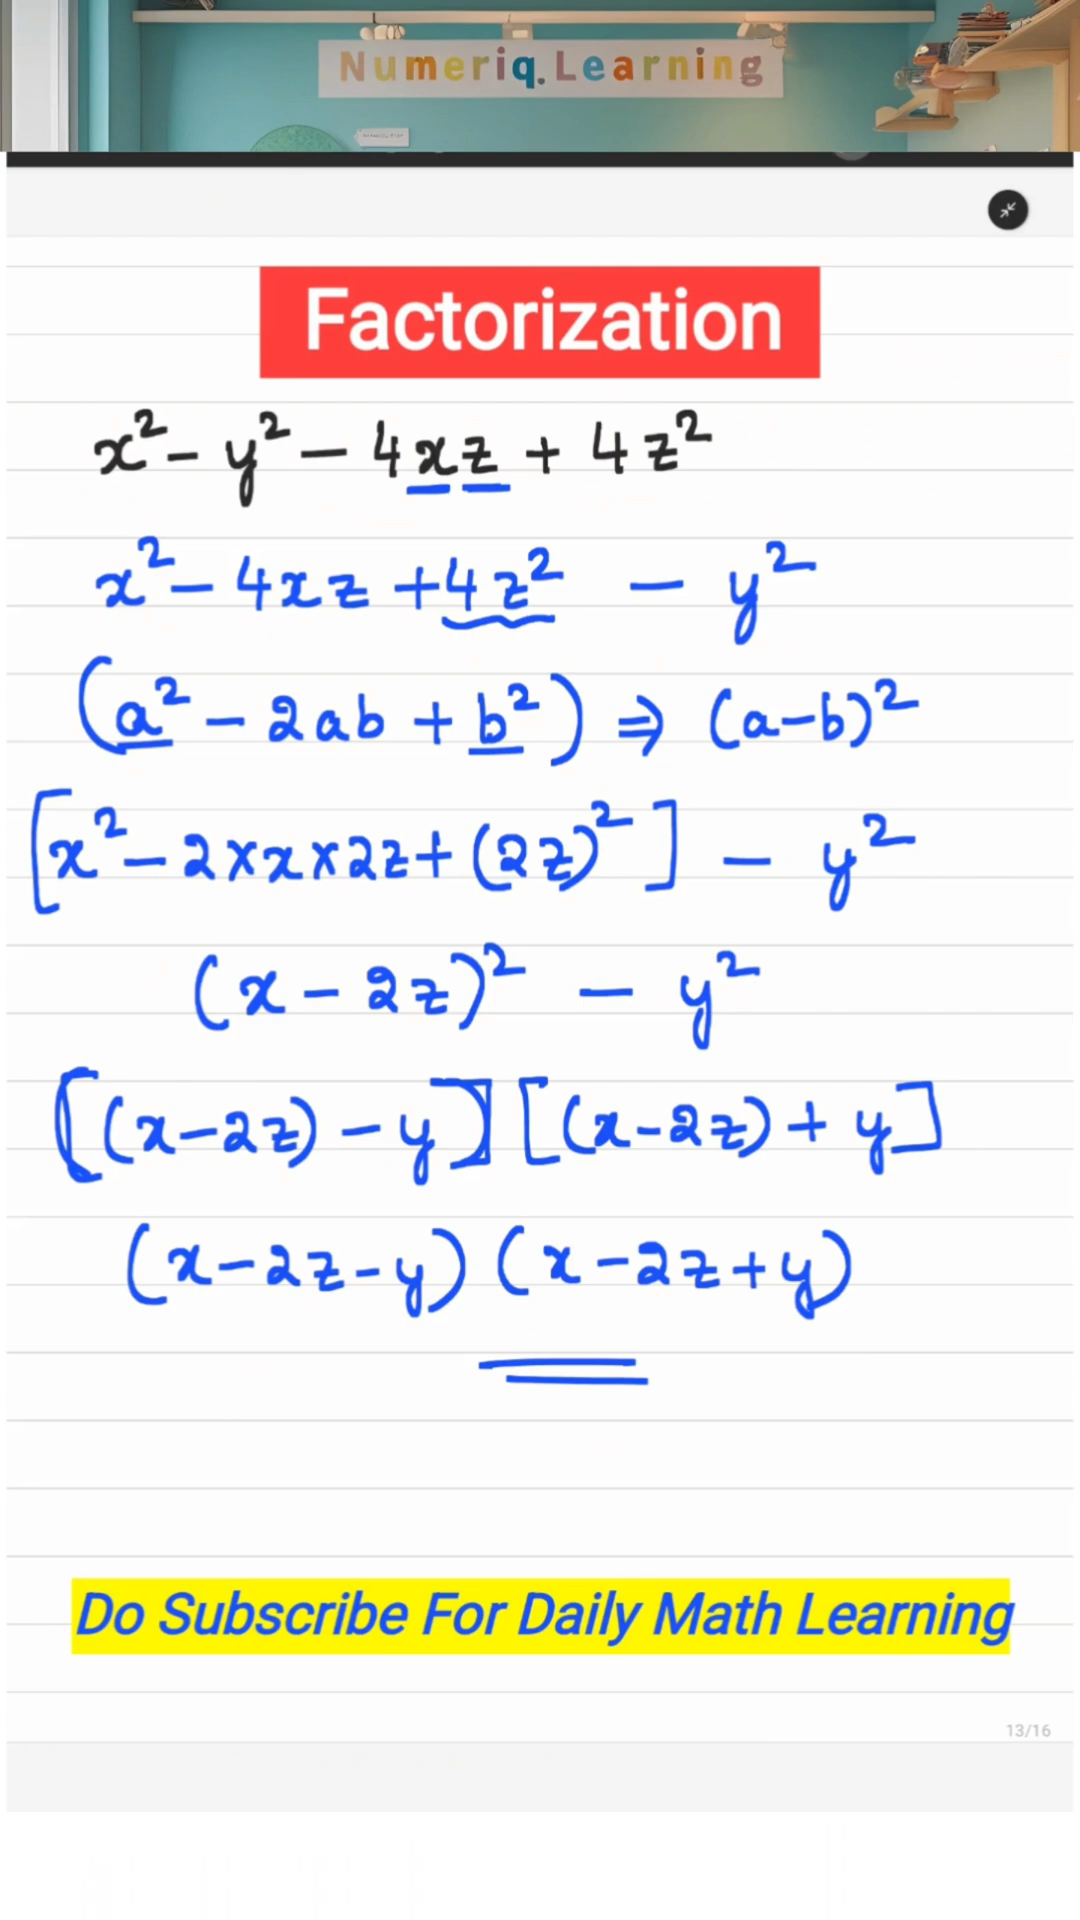 Numeriq.Learning
Factorization
x² - y² - 4xz + 4z²
x² - 4xz + 4z² - y²
(a² - 2ab + b²) ⇒ (a-b)²
[x² - 2×x×2z + (2z)²] - y²
(x - 2z)² - y²
[(x-2z) - y] [(x-2z) + y]
(x-2z-y) (x-2z+y)
Do Subscribe For Daily Math Learning
13/16